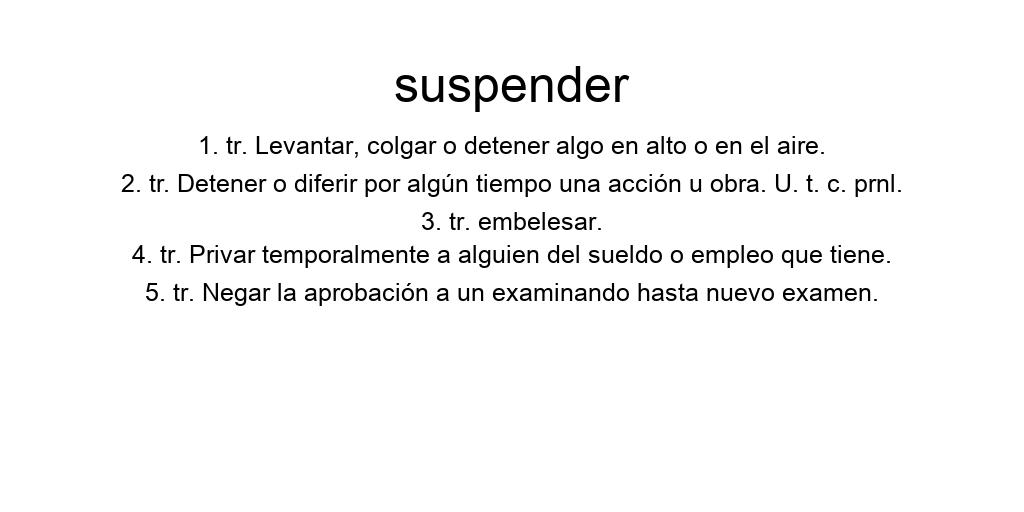 suspender
1. tr. Levantar, colgar o detener algo en alto o en el aire.
2. tr. Detener o diferir por algún tiempo una acción u obra. U. t. c. prnl.
3. tr. embelesar.
4. tr. Privar temporalmente a alguien del sueldo o empleo que tiene.
5. tr. Negar la aprobación a un examinando hasta nuevo examen.